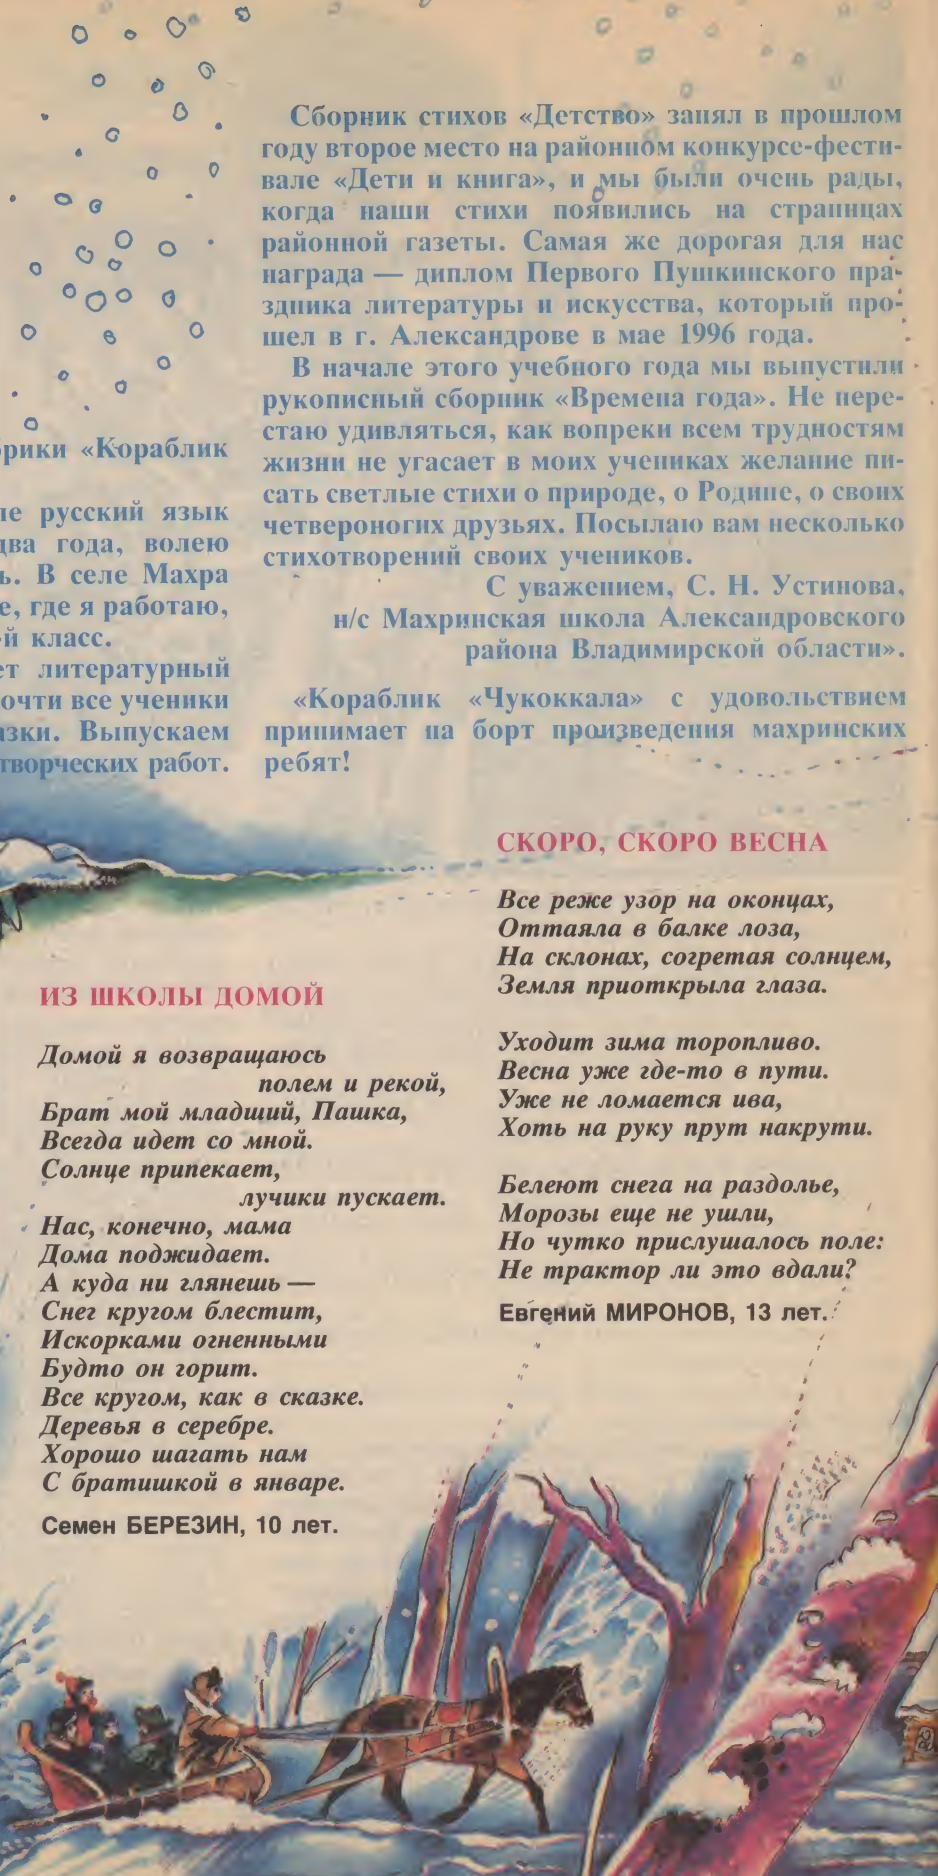 рики «Кораблик
русский язык
два года, волею
В селе Махра
где я работаю,
й класс.
литературный
почти все ученики
Выпускаем
творческих работ.
Сборник стихов «Детство» занял в прошлом
году второе место на районном конкурсе-фести-
вале «Дети и книга», и мы были очень рады,
когда наши стихи появились на страницах
районной газеты. Самая же дорогая для нас
награда — диплом Первого Пушкинского пра-
здника литературы и искусства, который про-
шел в г. Александрове в мае 1996 года.
В начале этого учебного года мы выпустили
рукописный сборник «Времена года». Не пере-
стаю удивляться, как вопреки всем трудностям
жизни не угасает в моих учениках желание пи-
сать светлые стихи о природе, о Родине, о своих
четвероногих друзьях. Посылаю вам несколько
стихотворений своих учеников.
С уважением, С. Н. Устинова,
н/с Махринская школа Александровского
района Владимирской области».
«Кораблик «Чукоккала» с удовольствием
принимает на борт произведения махринских
ребят!
ИЗ ШКОЛЫ ДОМОЙ
Домой я возвращаюсь
полем и рекой,
Брат мой младший, Пашка,
Всегда идет со мной.
Солнце припекает,
лучики пускает.
Нас, конечно, мама
Дома поджидает.
А куда ни глянешь —
Снег кругом блестит,
Искорками огненными
Будто он горит.
Все кругом, как в сказке.
Деревья в серебре.
Хорошо шагать нам
С братишкой в январе.
Семен БЕРЕЗИН, 10 лет.
СКОРО, СКОРО ВЕСНА
Все реже узор на оконцах,
Оттаяла в балке лоза,
На склонах, согретая солнцем,
Земля приоткрыла глаза.
Уходит зима торопливо.
Весна уже где-то в пути.
Уже не ломается ива,
Хоть на руку прут накрути.
Белеют снега на раздолье,
Морозы еще не ушли,
Но чутко прислушалось поле:
Не трактор ли это вдали?
Евгений МИРОНОВ, 13 лет.